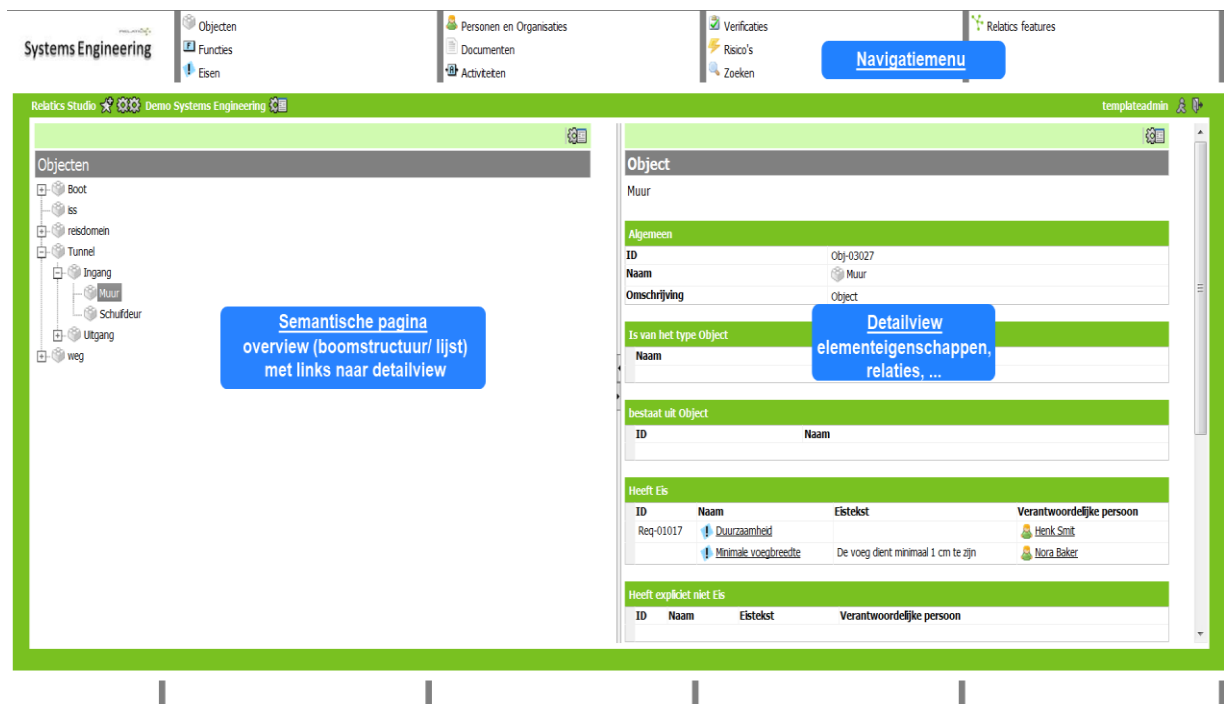 Systems Engineering
Objecten
Functies
Eisen
Personen en Organisaties
Documenten
Activiteiten
Verificaties
Risico's
Zoeken
Relatics features
Navigatiemenu
Relatics Studio Demo Systems Engineering
templateadmin
Objecten
Boot
iss
reisdomein
Tunnel
Ingang
Muur
Schuifdeur
Uitgang
weg
Semantische pagina
overview (boomstructuur/ lijst)
met links naar detailview
Object
Muur
Algemeen
ID Obj-03027
Naam Muur
Omschrijving Object
Detailview
elementeigenschappen,
relaties, ...
Is van het type Object
Naam
bestaat uit Object
ID Naam
Heeft Eis
ID Naam Eistekst Verantwoordelijke persoon
Req-01017 Duurzaamheid Henk Smit
Minimale voegbreedte De voeg dient minimaal 1 cm te zijn Nora Baker
Heeft expliciet niet Eis
ID Naam Eistekst Verantwoordelijke persoon